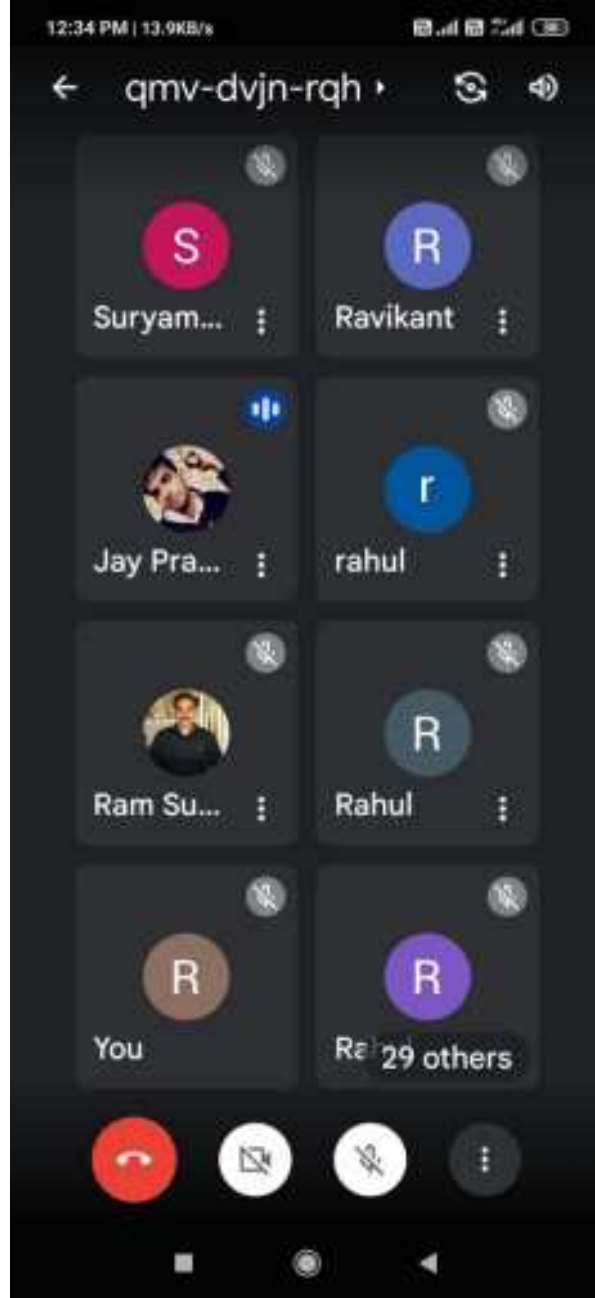 12:34 PM | 13.9KB/s
qmv-dvjn-rqh
S
R
Suryam...
Ravikant
r
Jay Pra...
rahul
R
Ram Su...
Rahul
R
R
You
29 others